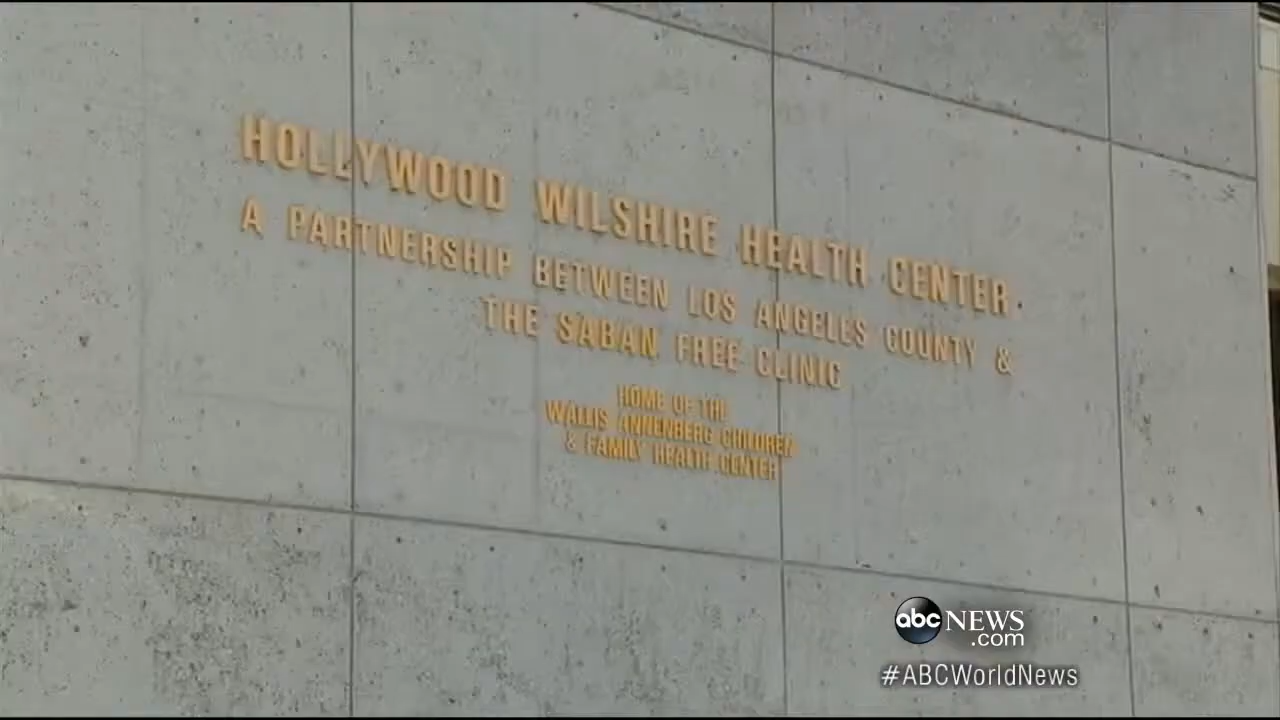 HOLLYWOOD WILSHIRE HEALTH CENTER
A PARTNERSHIP BETWEEN LOS ANGELES COUNTY &
THE SABAN FREE CLINIC
HOME OF THE
WALLIS ANNENBERG CHILDREN
& FAMILY HEALTH CENTER
abc NEWS
.com
#ABCWorldNews